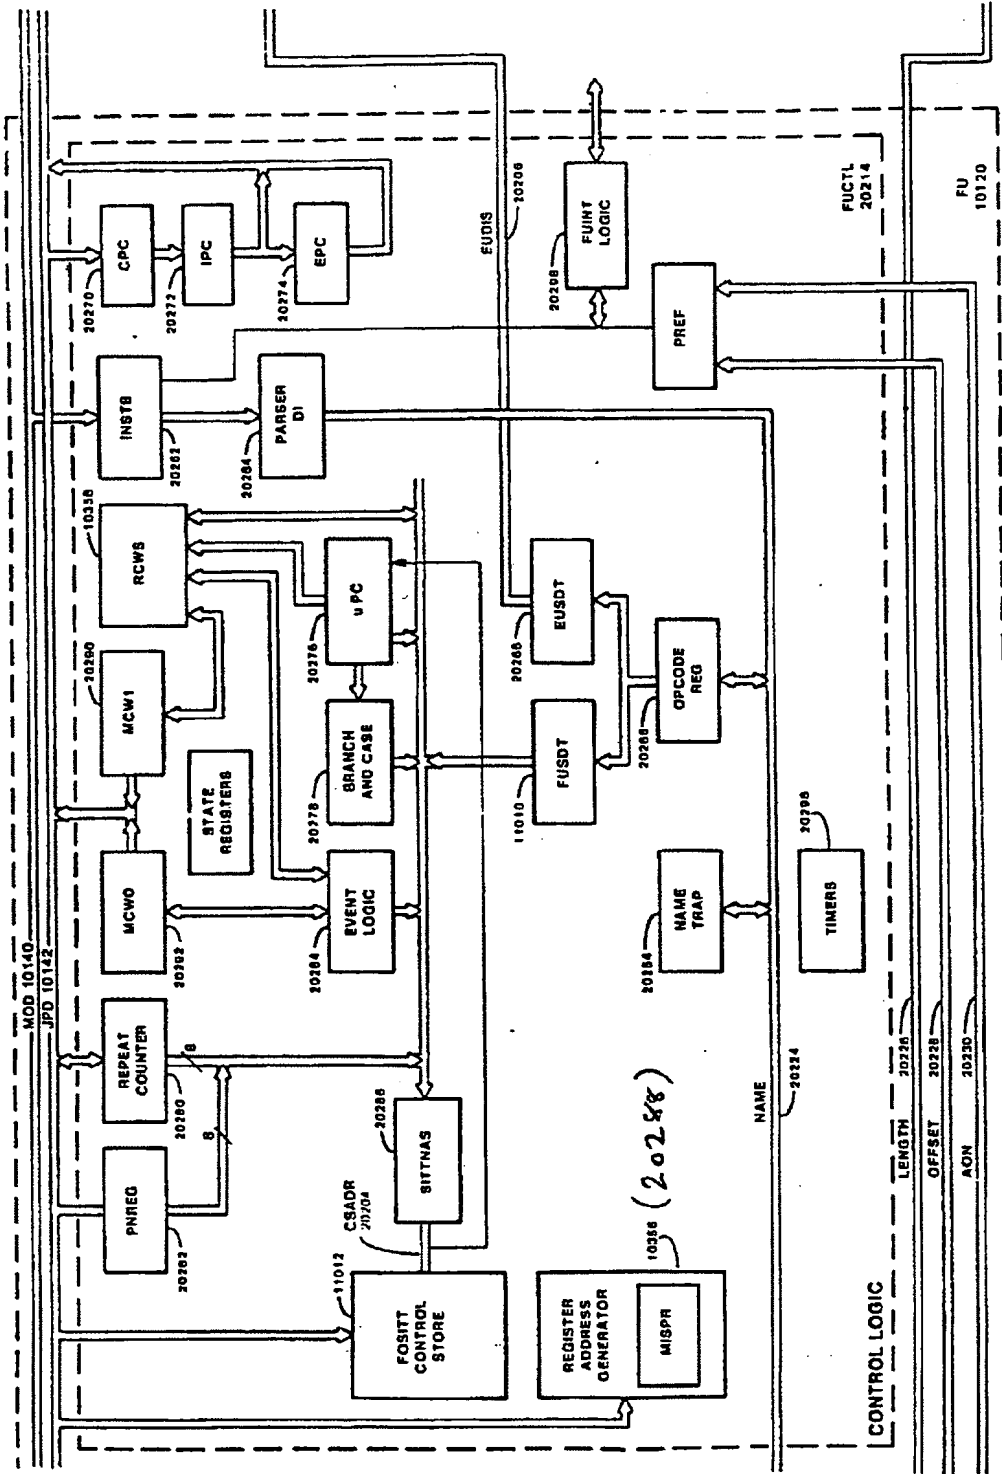 MOD 10140
JPD 10142
CPC
20270
IPC
20272
EPC
20274
INSTB
20262
PARSER
DI
20264
RCWS
10358
MCW1
20290
MCW0
20292
STATE
REGISTERS
REPEAT
COUNTER
20280
PNREG
20282
8
8
uPC
20276
BRANCH
AND CASE
20278
EVENT
LOGIC
20284
SITTNAS
20286
CSADR
20204
FOSITT
CONTROL
STORE
11012
REGISTER
ADDRESS
GENERATOR
MISPR
10356
(20288)
EUDIS
20206
FUINT
LOGIC
20298
PREF
EUSDT
20266
FUSDT
11010
OPCODE
REG
20268
NAME
TRAP
20254
TIMERS
20296
NAME
20224
FUCTL
20214
FU
10120
CONTROL LOGIC
LENGTH
20226
OFFSET
20228
AON
20230